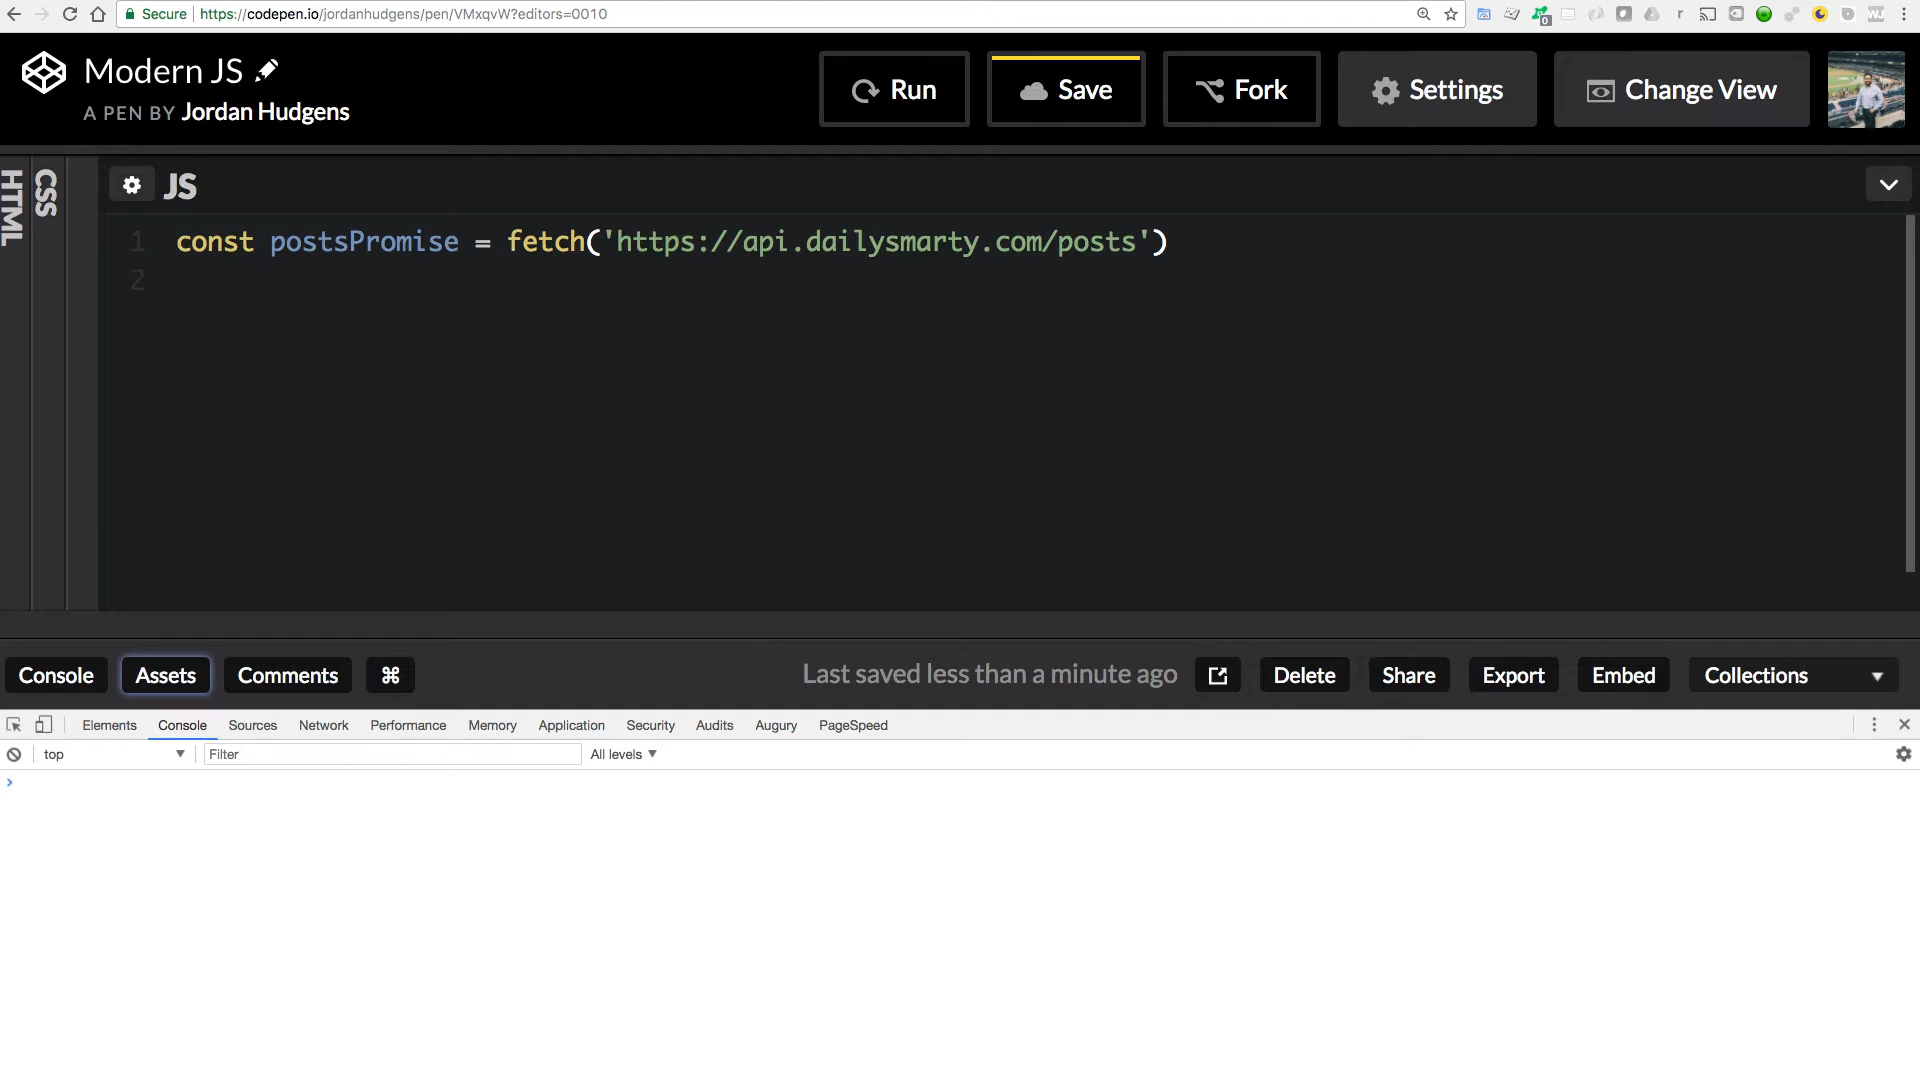 Secure https://codepen.io/jordanhudgens/pen/VMxqvW?editors=0010
0
r
Modern JS
A PEN BY Jordan Hudgens
Run
Save
Fork
Settings
Change View
HTML
CSS
JS
1 const postsPromise = fetch('https://api.dailysmarty.com/posts')
2
Console Assets Comments ⌘ Last saved less than a minute ago Delete Share Export Embed Collections ▼
Elements Console Sources Network Performance Memory Application Security Audits Augury PageSpeed
top ▼ Filter All levels ▼